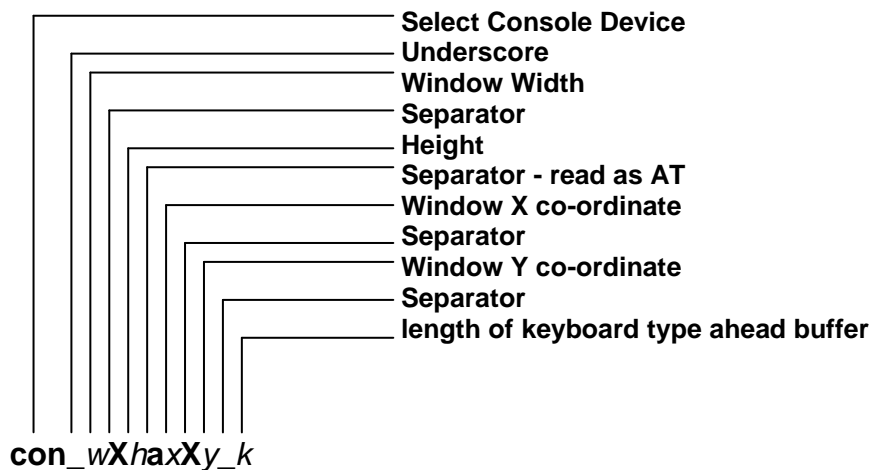 Select Console Device
Underscore
Window Width
Separator
Height
Separator - read as AT
Window X co-ordinate
Separator
Window Y co-ordinate
Separator
length of keyboard type ahead buffer
con_wXhaxXy_k